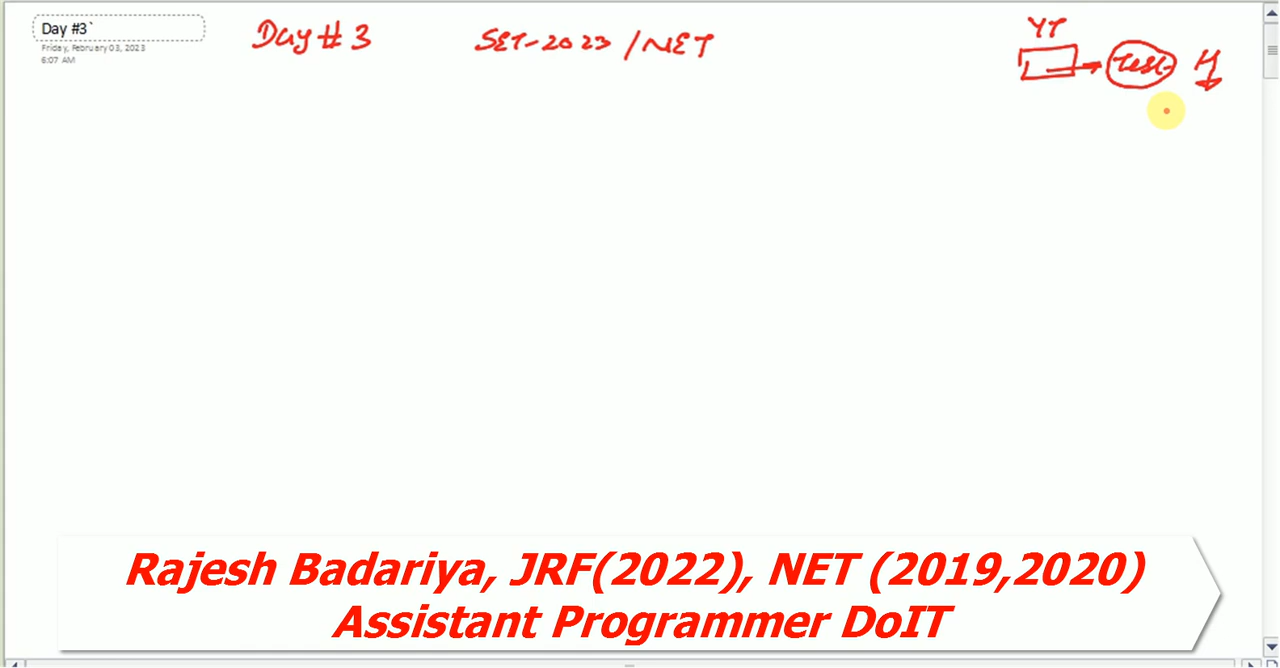 Day #3`
Friday, February 03, 2023
6:07 AM
Day # 3
SET-2023 / NET
YT
Test
Rajesh Badariya, JRF(2022), NET (2019,2020)
Assistant Programmer DoIT